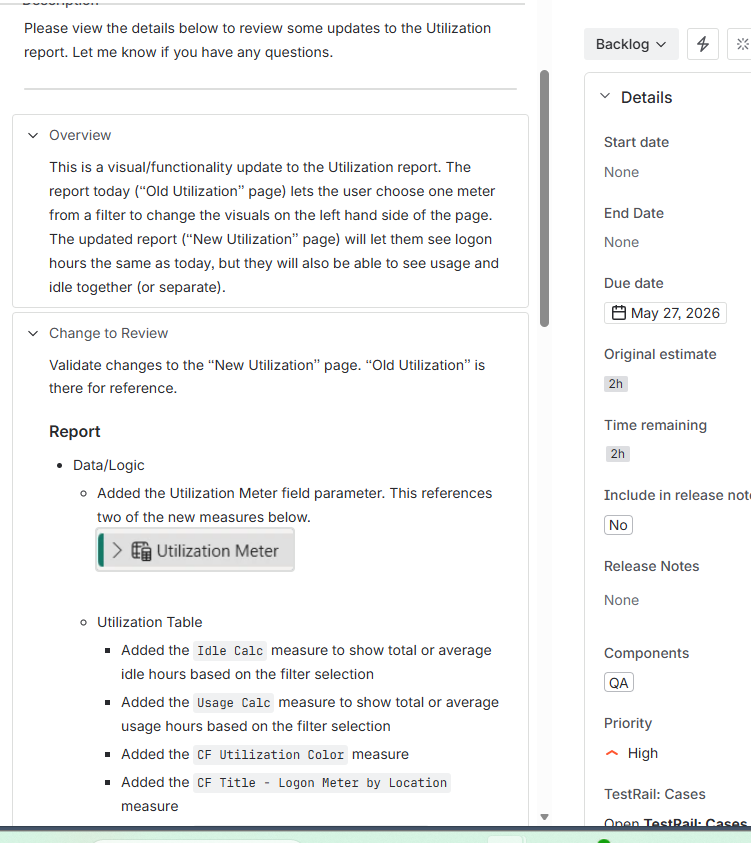 Description
Please view the details below to review some updates to the Utilization
report. Let me know if you have any questions.
Overview
This is a visual/functionality update to the Utilization report. The
report today (“Old Utilization” page) lets the user choose one meter
from a filter to change the visuals on the left hand side of the page.
The updated report (“New Utilization” page) will let them see logon
hours the same as today, but they will also be able to see usage and
idle together (or separate).
Change to Review
Validate changes to the “New Utilization” page. “Old Utilization” is
there for reference.
Report
• Data/Logic
Added the Utilization Meter field parameter. This references
two of the new measures below.
Utilization Meter
Utilization Table
Added the Idle Calc measure to show total or average
idle hours based on the filter selection
Added the Usage Calc measure to show total or average
usage hours based on the filter selection
Added the CF Utilization Color measure
Added the CF Title - Logon Meter by Location
measure
Backlog
Details
Start date
None
End Date
None
Due date
May 27, 2026
Original estimate
2h
Time remaining
2h
Include in release not
No
Release Notes
None
Components
QA
Priority
High
TestRail: Cases
Open TestRail: Cases